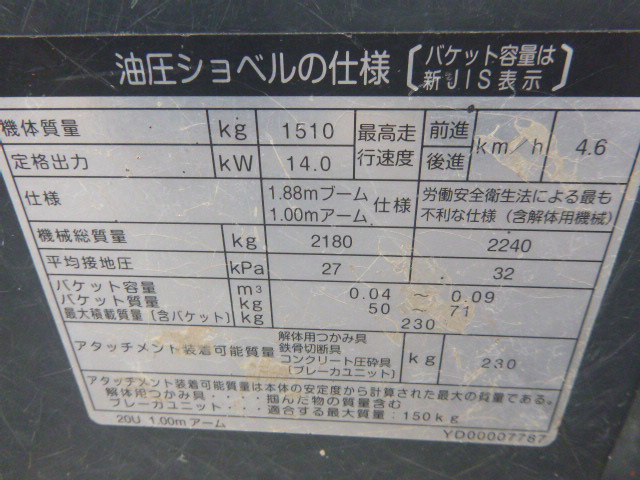 油圧ショベルの仕様〔バケット容量は
新JIS表示〕
機体質量 kg 1510 最高走行速度 前進 後進 km/h 4.6
定格出力 kW 14.0
仕様 1.88mブーム 1.00mアーム 仕様 労働安全衛生法による最も
不利な仕様（含解体用機械）
機械総質量 kg 2180 2240
平均接地圧 kPa 27 32
バケット容量 m³ 0.04 ～ 0.09
バケット質量 kg 50 ～ 71
最大積載質量（含バケット） kg 230
アタッチメント装着可能質量 解体用つかみ具
鉄骨切断具
コンクリート圧砕具
（ブレーカユニット） kg 230
アタッチメント装着可能質量は本体の安定度から計算された最大の質量である。
解体用つかみ具・・・掴んだ物の質量含む
ブレーカユニット・・・・適合する最大質量：150kg
20U 1.00mアーム YD00007787